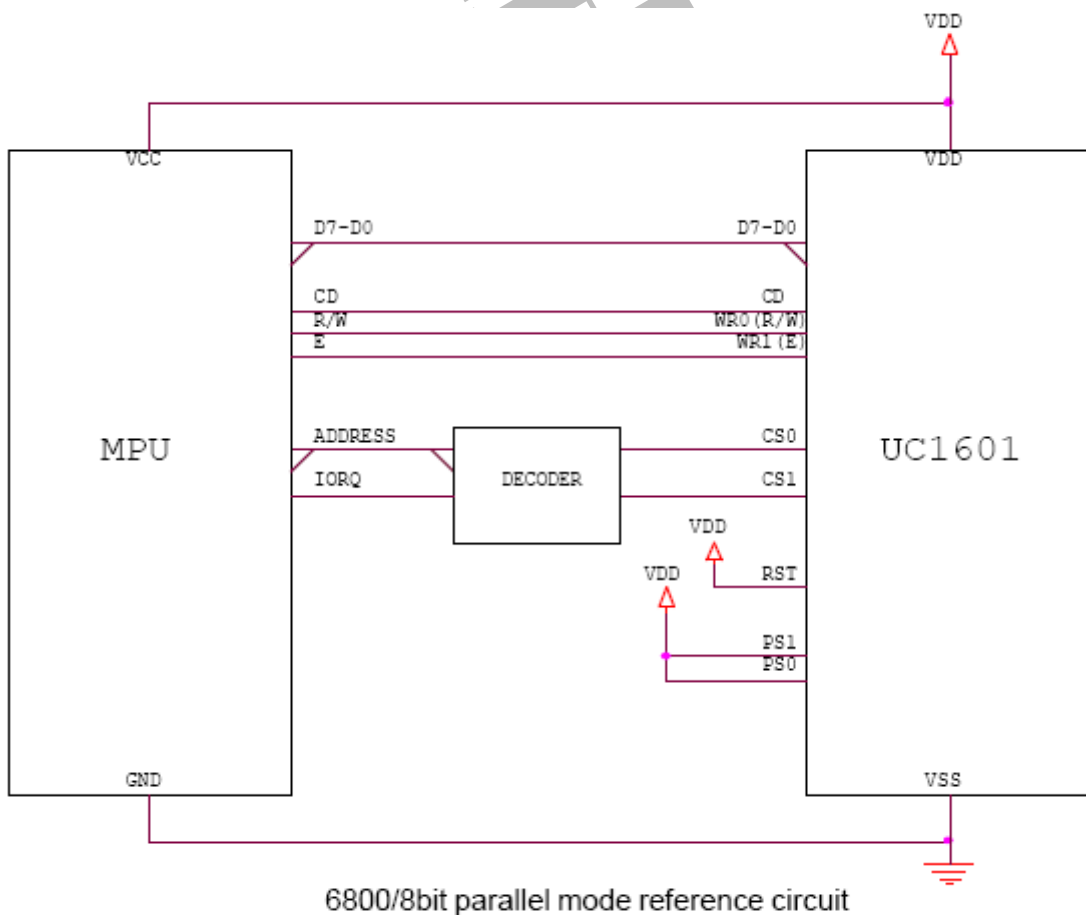 VDD
VCC
VDD
D7-D0
D7-D0
CD
CD
R/W
WR0(R/W)
E
WR1(E)
MPU
ADDRESS
DECODER
CS0
UC1601
IORQ
CS1
VDD
RST
VDD
PS1
PS0
GND
VSS
6800/8bit parallel mode reference circuit